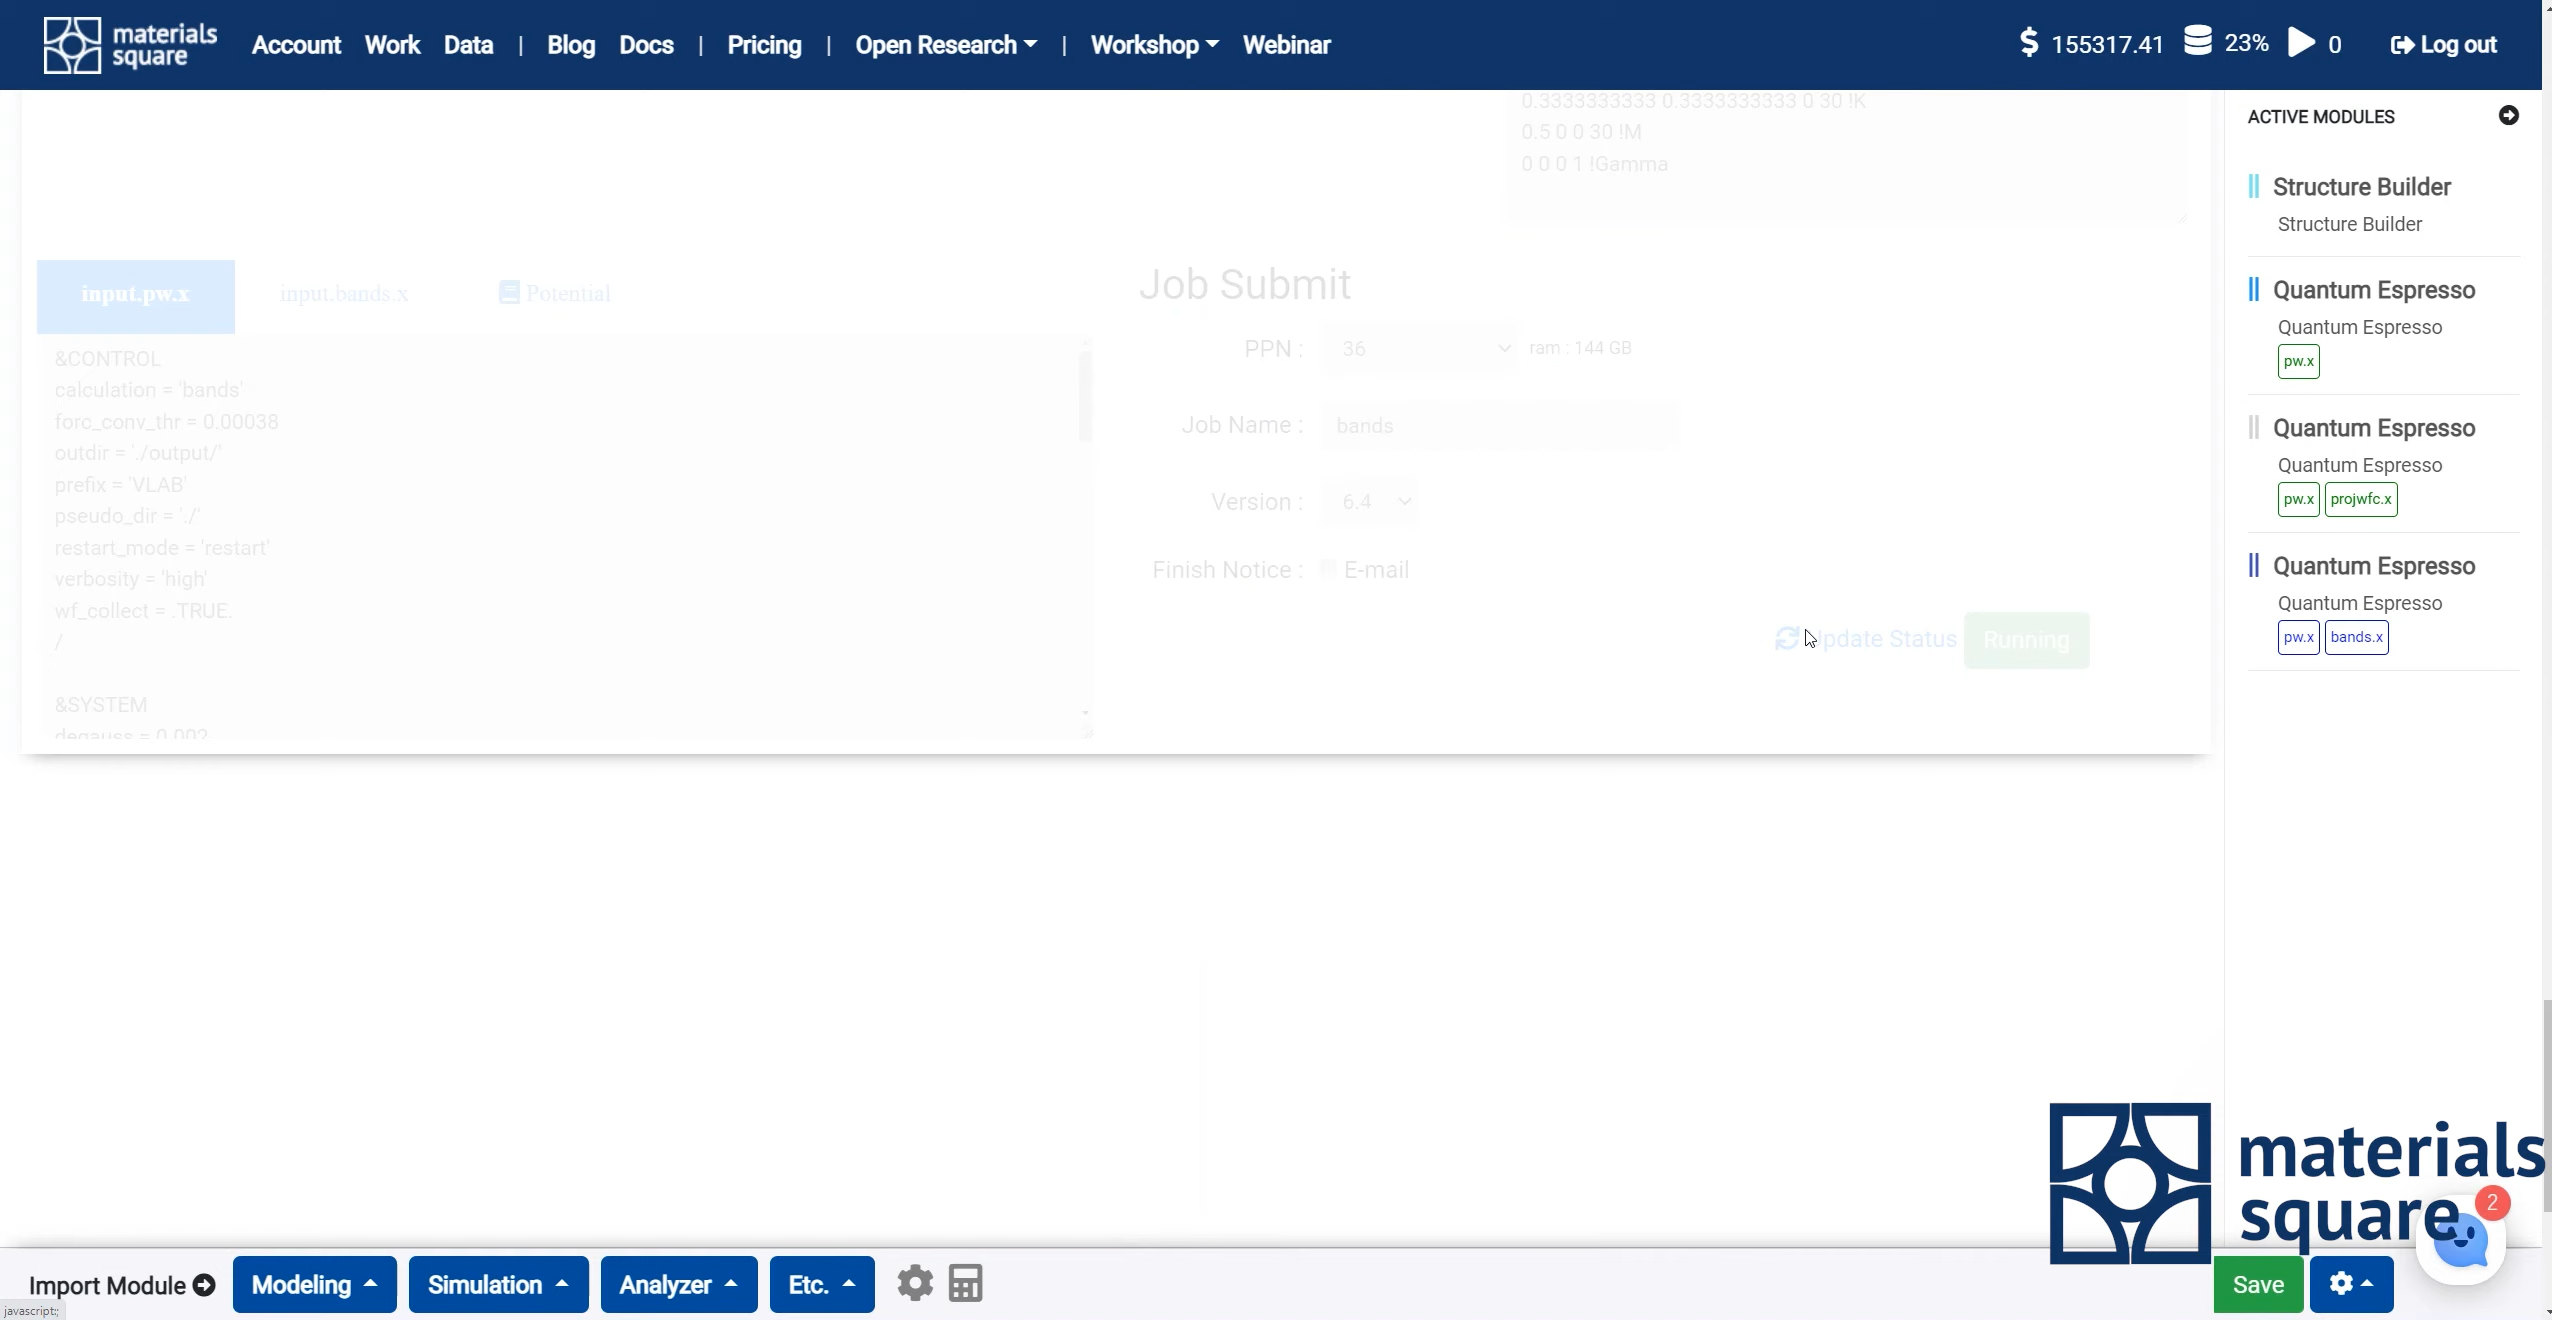 materials
square
Account Work Data | Blog Docs | Pricing | Open Research | Workshop Webinar
$ 155317.41 23% 0 Log out
0.3333333333 0.3333333333 0 30 !K
0.5 0 0 30 !M
0 0 0 1 !Gamma
input.pw.x input.bands.x Potential
&CONTROL
calculation = 'bands'
forc_conv_thr = 0.00038
outdir = './output/'
prefix = 'VLAB'
pseudo_dir = './'
restart_mode = 'restart'
verbosity = 'high'
wf_collect = .TRUE.
/
&SYSTEM
degauss = 0.002
Job Submit
PPN : 36 ram : 144 GB
Job Name : bands
Version : 6.4
Finish Notice : E-mail
Update Status Running
ACTIVE MODULES
Structure Builder
Structure Builder
Quantum Espresso
Quantum Espresso
pw.x
Quantum Espresso
Quantum Espresso
pw.x projwfc.x
Quantum Espresso
Quantum Espresso
pw.x bands.x
materials
square
2
Import Module Modeling Simulation Analyzer Etc. Save
javascript:;